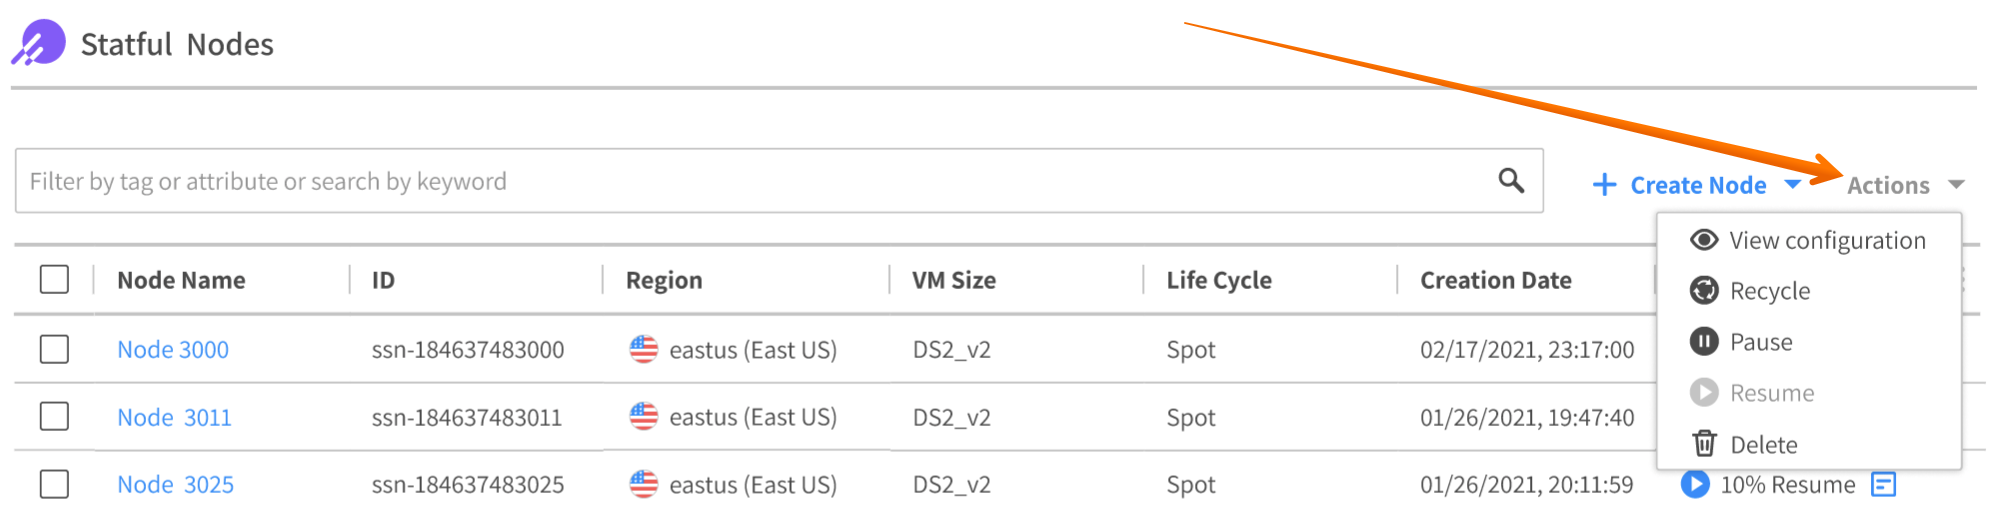 Statful Nodes
Filter by tag or attribute or search by keyword
+ Create Node
Actions
View configuration
Recycle
Pause
Resume
Delete
Node Name ID Region VM Size Life Cycle Creation Date
Node 3000 ssn-184637483000 eastus (East US) DS2_v2 Spot 02/17/2021, 23:17:00
Node 3011 ssn-184637483011 eastus (East US) DS2_v2 Spot 01/26/2021, 19:47:40
Node 3025 ssn-184637483025 eastus (East US) DS2_v2 Spot 01/26/2021, 20:11:59 10% Resume